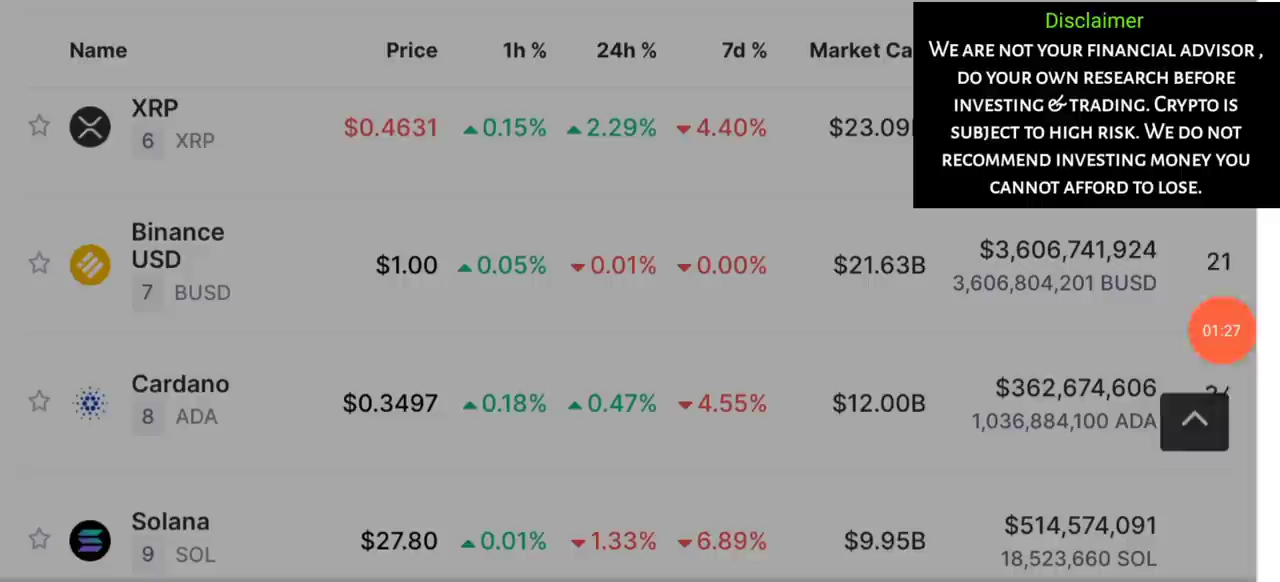 Name Price 1h % 24h % 7d % Market Ca
Disclaimer
We are not your financial advisor ,
do your own research before
investing & trading. Crypto is
subject to high risk. We do not
recommend investing money you
cannot afford to lose.
XRP
6 XRP
$0.4631 0.15% 2.29% 4.40% $23.09
Binance
USD
7 BUSD
$1.00 0.05% 0.01% 0.00% $21.63B $3,606,741,924 21
3,606,804,201 BUSD
01:27
Cardano
8 ADA
$0.3497 0.18% 0.47% 4.55% $12.00B $362,674,606
1,036,884,100 ADA
Solana
9 SOL
$27.80 0.01% 1.33% 6.89% $9.95B $514,574,091
18,523,660 SOL